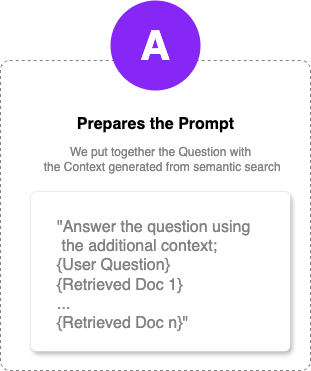 A
Prepares the Prompt
We put together the Question with
the Context generated from semantic search
"Answer the question using
the additional context;
{User Question}
{Retrieved Doc 1}
...
{Retrieved Doc n}"